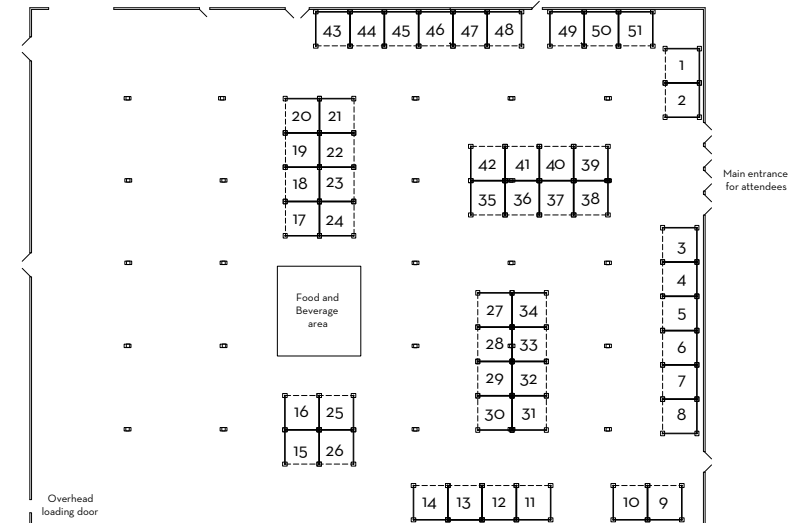 43 44 45 46 47 48 49 50 51
1
2
20 21
19 22
18 23
17 24
42 41 40 39
35 36 37 38
Main entrance
for attendees
3
4
5
6
7
8
Food and
Beverage
area
27 34
28 33
29 32
30 31
16 25
15 26
14 13 12 11 10 9
Overhead
loading door